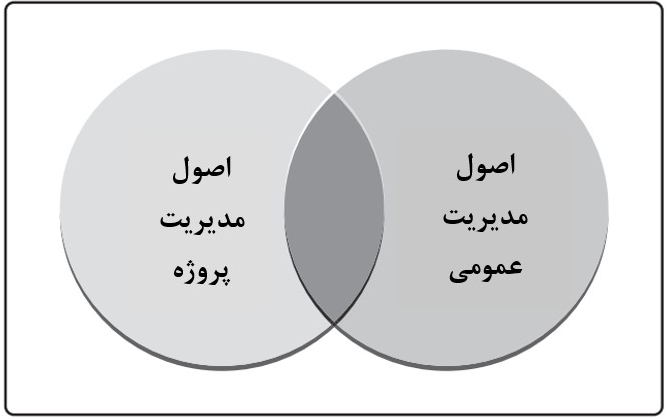 اصول
مدیریت
عمومی
اصول
مدیریت
پروژه